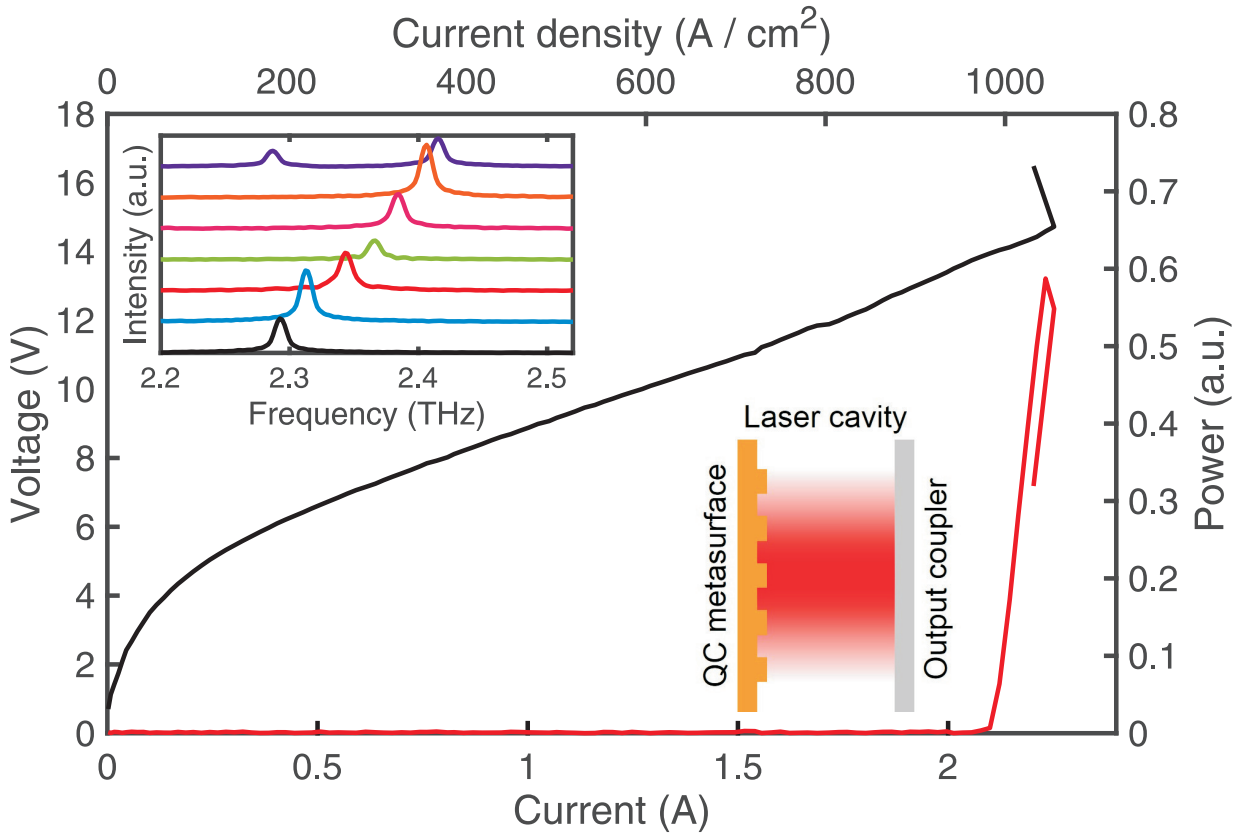 Current density (A / cm²)
0 200 400 600 800 1000
18
16
14
12
10
8
6
4
2
0
Voltage (V)
Intensity (a.u.)
2.2 2.3 2.4 2.5
Frequency (THz)
Laser cavity
QC metasurface
Output coupler
0.8
0.7
0.6
0.5
0.4
0.3
0.2
0.1
0
Power (a.u.)
0 0.5 1 1.5 2
Current (A)